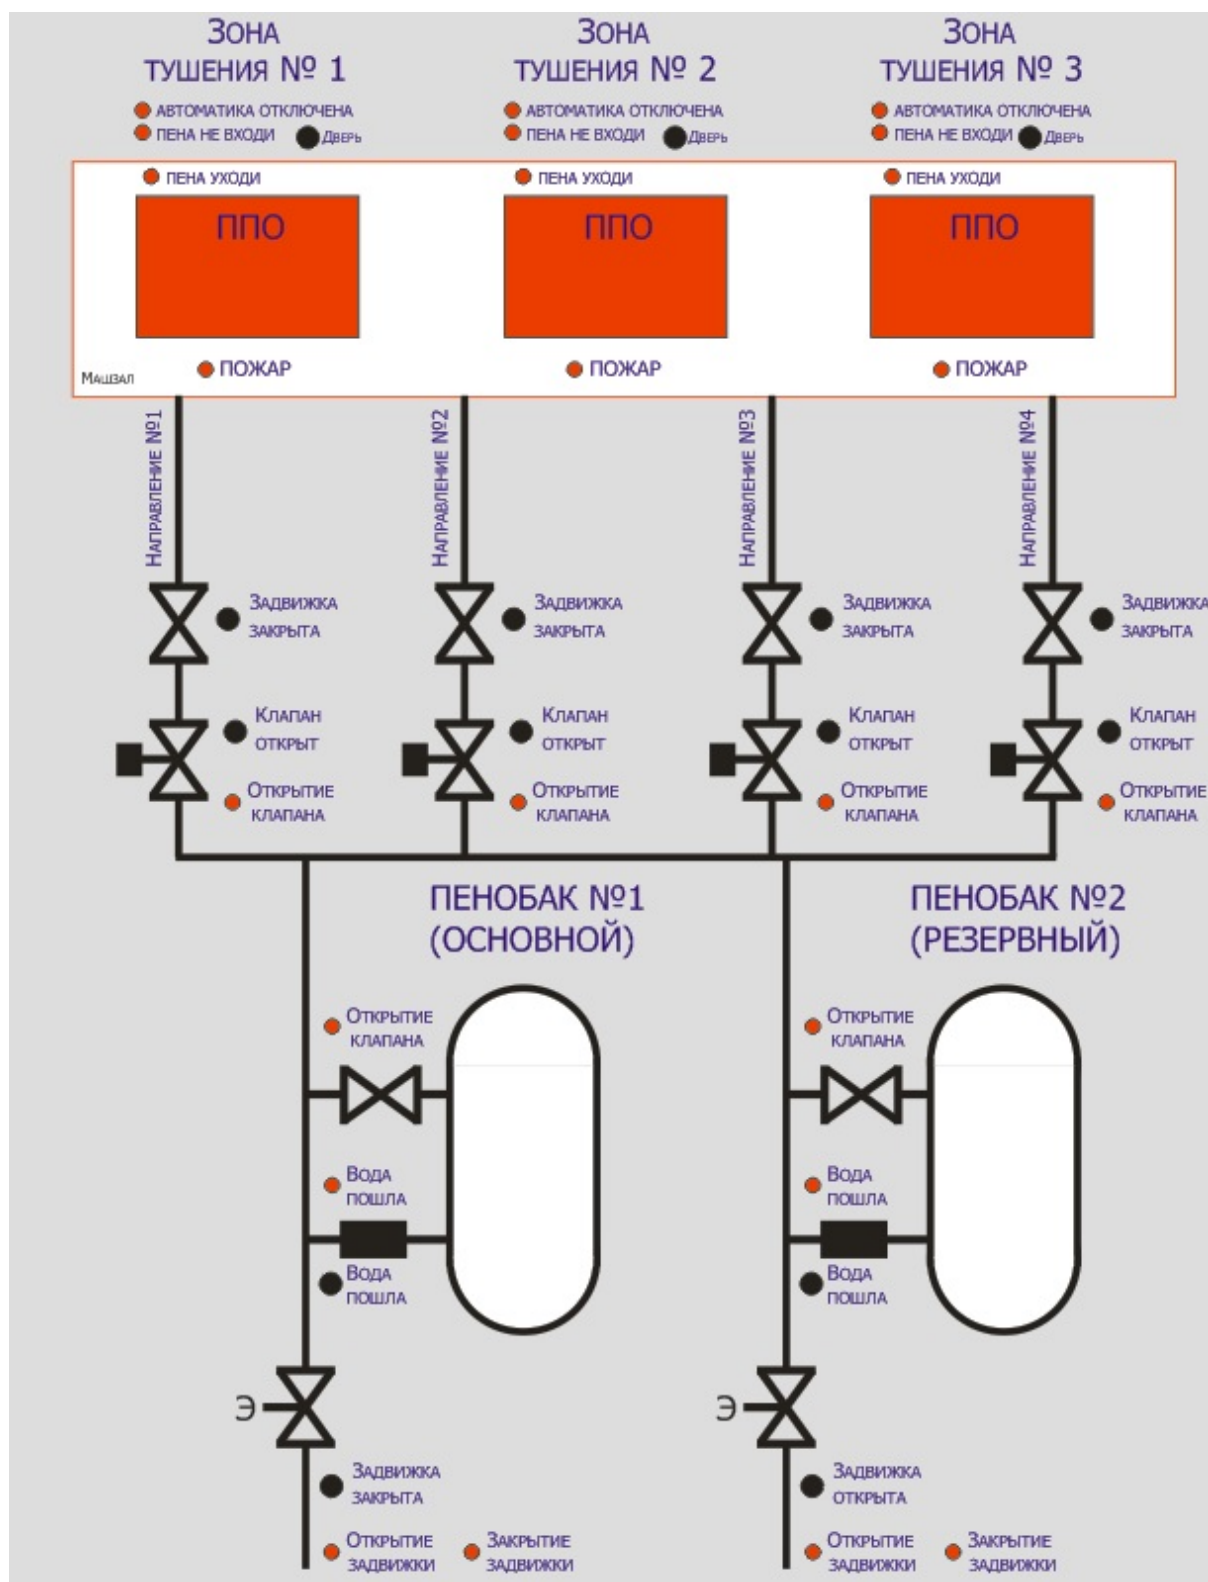 Зона
тушения № 1
Зона
тушения № 2
Зона
тушения № 3
автоматика отключена
пена не входи Дверь
автоматика отключена
пена не входи Дверь
автоматика отключена
пена не входи Дверь
пена уходи
пена уходи
пена уходи
ППО
ППО
ППО
Машзал
пожар
пожар
пожар
Направление №1
Направление №2
Направление №3
Направление №4
Задвижка
закрыта
Задвижка
закрыта
Задвижка
закрыта
Задвижка
закрыта
Клапан
открыт
Клапан
открыт
Клапан
открыт
Клапан
открыт
Открытие
клапана
Открытие
клапана
Открытие
клапана
Открытие
клапана
ПЕНОБАК №1
(ОСНОВНОЙ)
ПЕНОБАК №2
(РЕЗЕРВНЫЙ)
Открытие
клапана
Открытие
клапана
Вода
пошла
Вода
пошла
Вода
пошла
Вода
пошла
Э
Э
Задвижка
закрыта
Задвижка
открыта
Открытие
задвижки
Закрытие
задвижки
Открытие
задвижки
Закрытие
задвижки